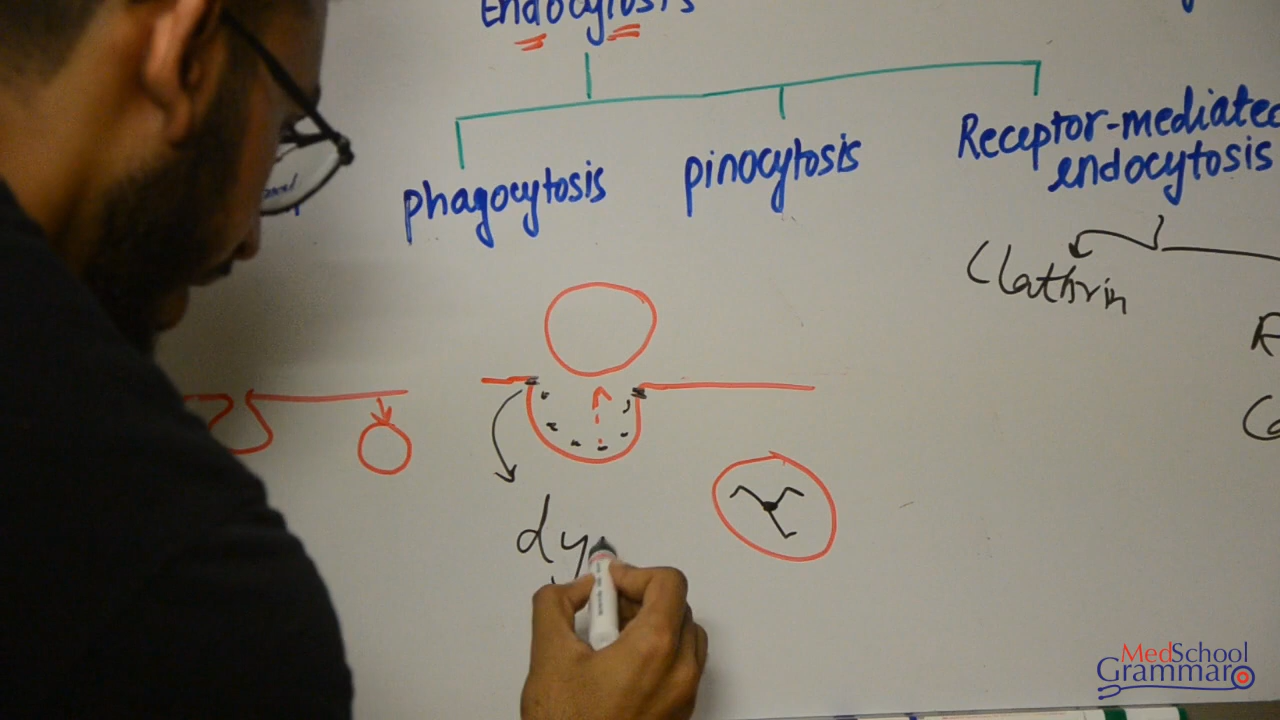 Endocytosis
phagocytosis
pinocytosis
Receptor-mediated
endocytosis
Clathrin
dy
MedSchool
Grammar